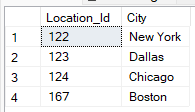 Location_Id City
1 122 New York
2 123 Dallas
3 124 Chicago
4 167 Boston